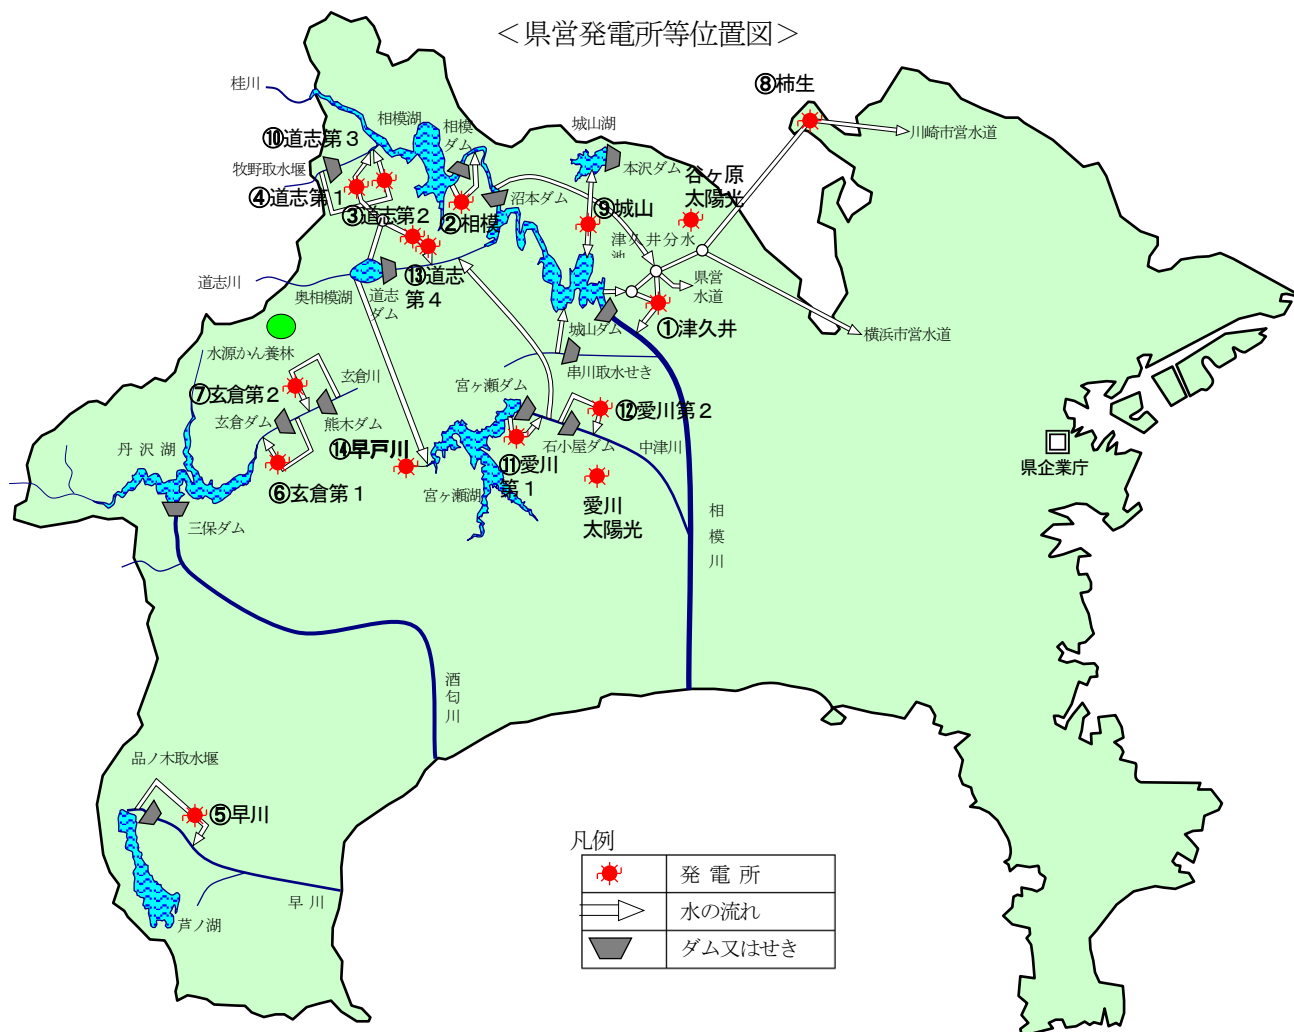 ＜県営発電所等位置図＞
桂川
⑧柿生
相模湖
相模
ダム
城山湖
川崎市営水道
⑩道志第３
牧野取水堰
本沢ダム
谷ヶ原
太陽光
④道志第１
③道志第２
②相模
沼本ダム
⑨城山
津久井分水
池
道志川
奥相模湖
道志
ダム
⑬道志
第４
県営
水道
①津久井
城山ダム
横浜市営水道
水源かん養林
串川取水せき
玄倉川
宮ヶ瀬ダム
⑦玄倉第２
玄倉ダム
熊木ダム
⑫愛川第２
石小屋ダム
中津川
丹沢湖
⑭早戸川
⑪愛川
第１
県企業庁
⑥玄倉第１
宮ヶ瀬湖
愛川
太陽光
三保ダム
相模川
酒匂川
品ノ木取水堰
⑤早川
早川
芦ノ湖
凡例
発電所
水の流れ
ダム又はせき